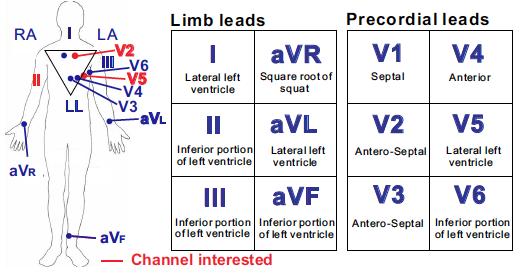 RA
I
LA
V2
III
V6
II
V5
V4
LL
V3
aVL
aVR
aVF
Channel interested
Limb leads
I
Lateral left
ventricle
aVR
Square root of
squat
II
Inferior portion
of left ventricle
aVL
Lateral left
ventricle
III
Inferior portion
of left ventricle
aVF
Inferior portion
of left ventricle
Precordial leads
V1
Septal
V4
Anterior
V2
Antero-Septal
V5
Lateral left
ventricle
V3
Antero-Septal
V6
Inferior portion
of left ventricle